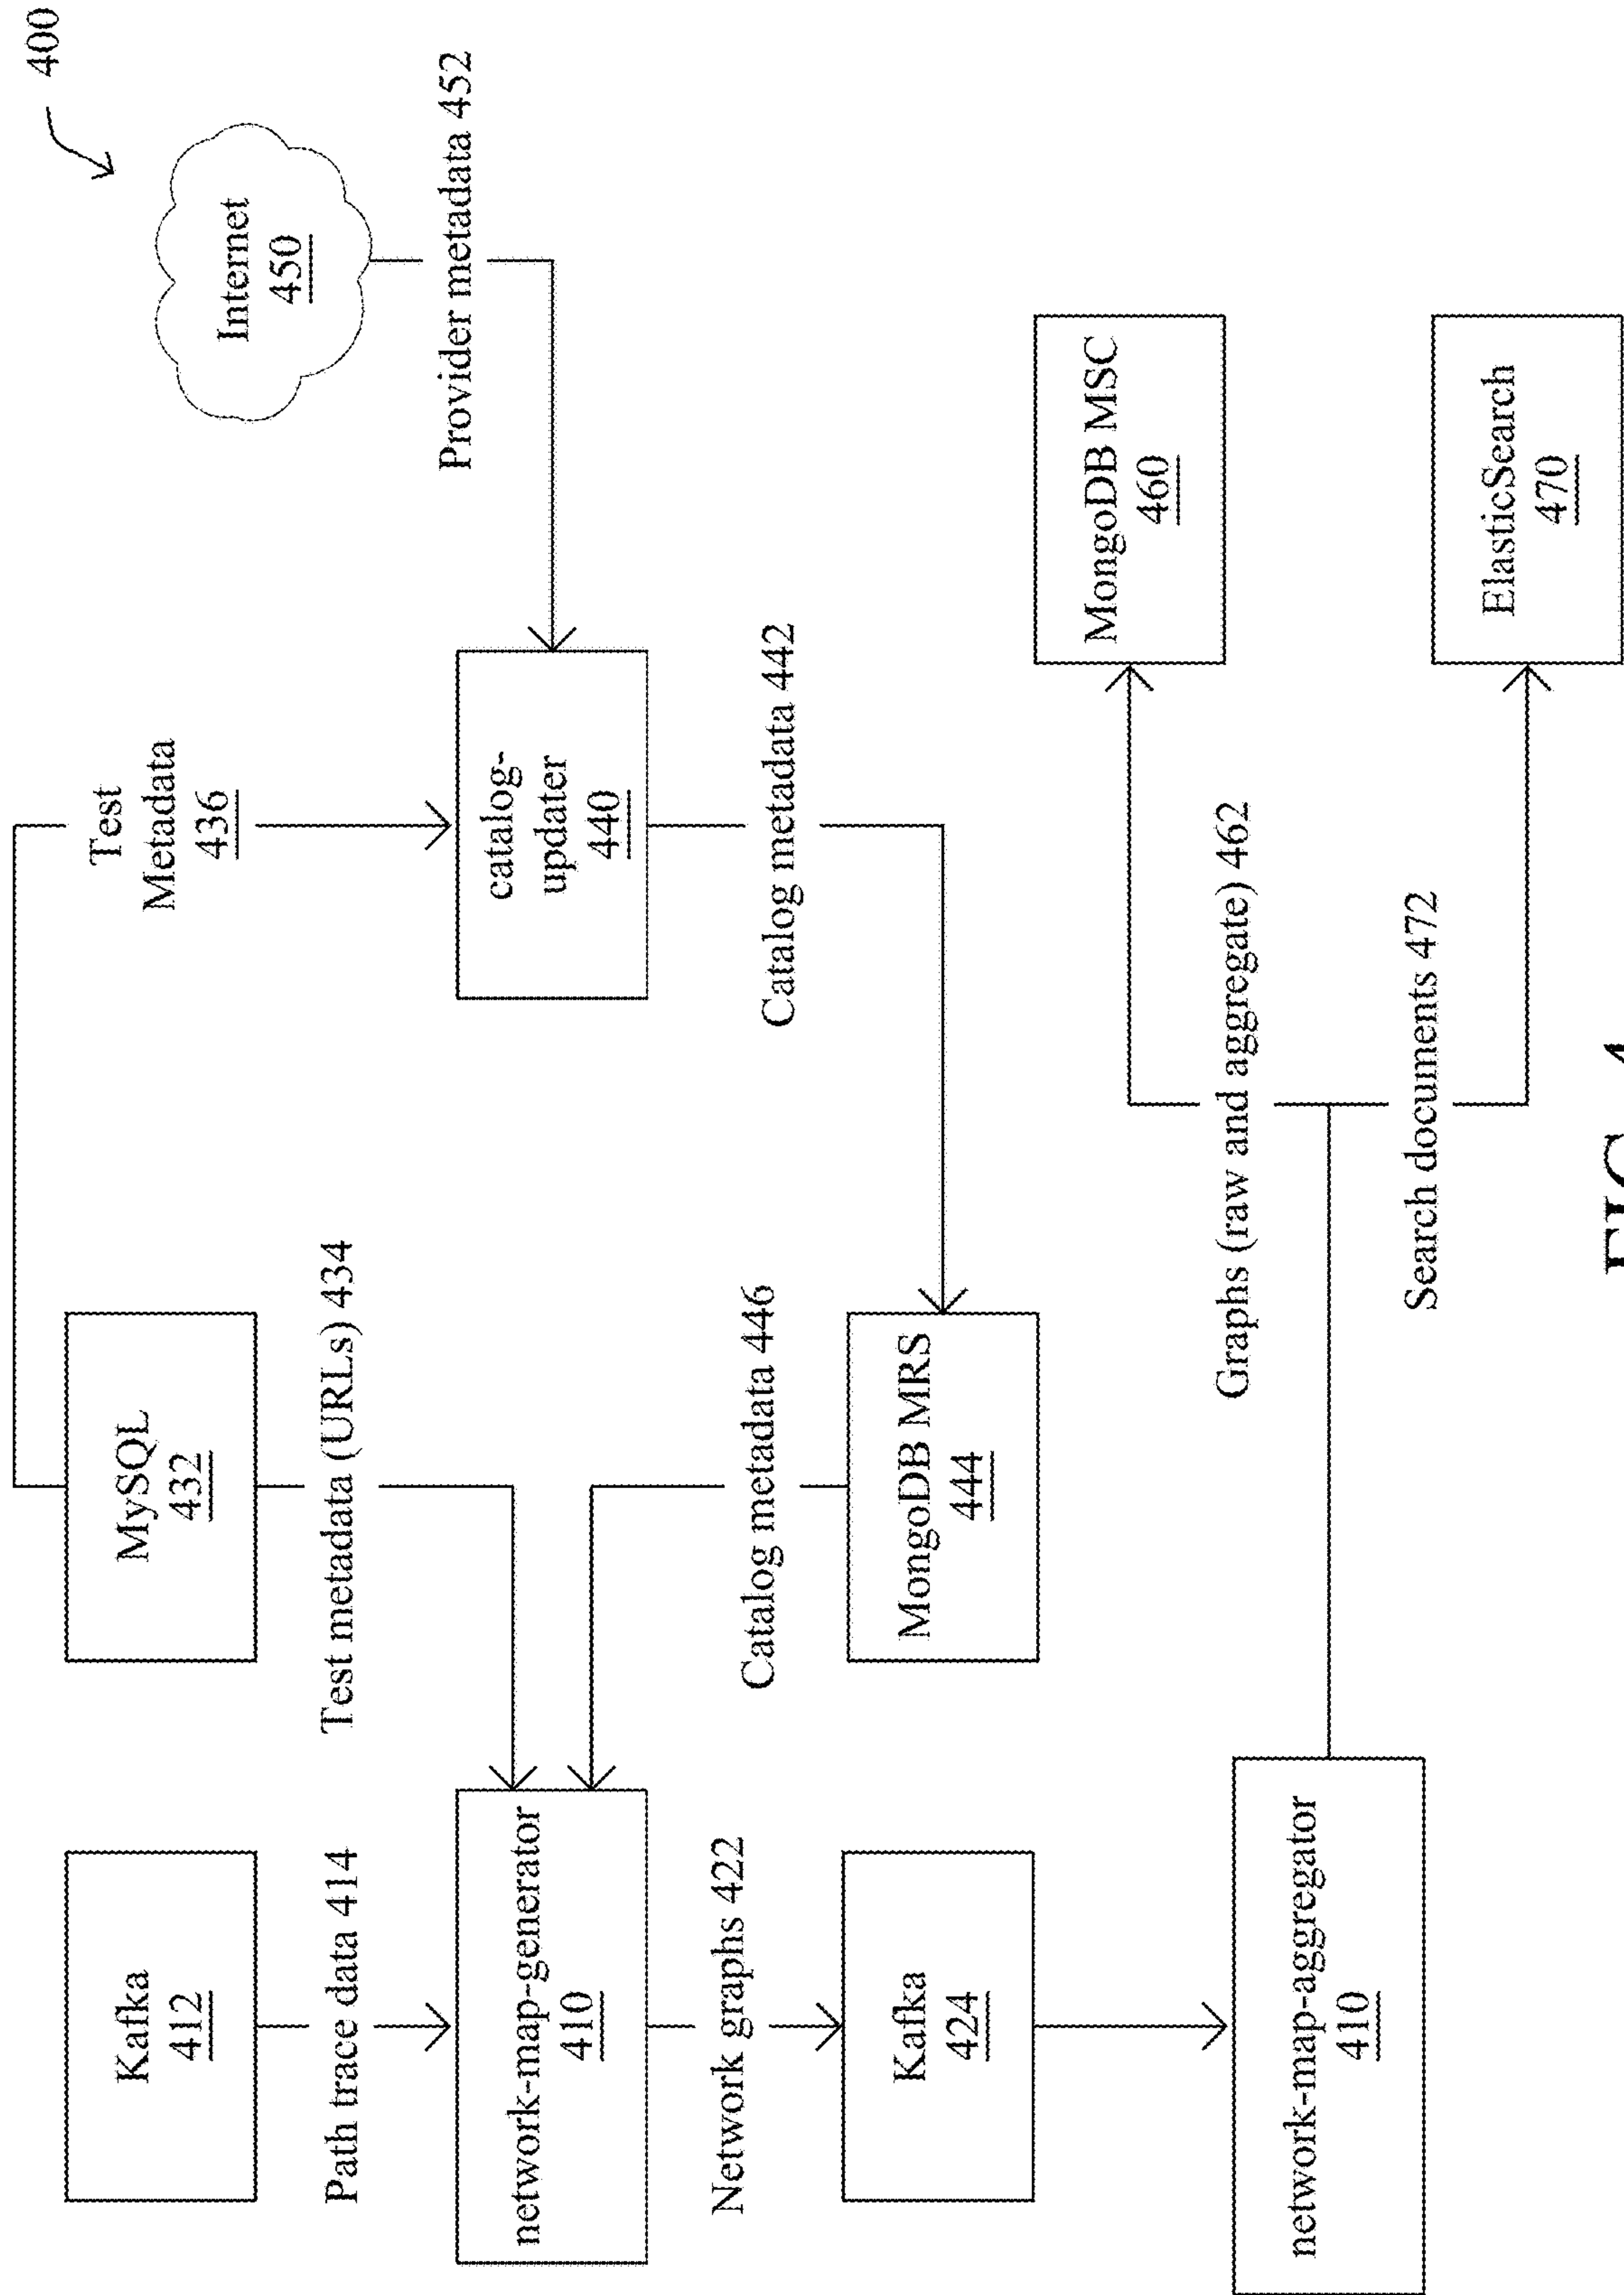 400
Kafka
412
MySQL
432
Test
Metadata
436
Internet
450
Path trace data 414
Test metadata (URLs) 434
Provider metadata 452
network-map-generator
410
catalog-
updater
440
Network graphs 422
Catalog metadata 446
Catalog metadata 442
Kafka
424
MongoDB MRS
444
MongoDB MSC
460
Graphs (raw and aggregate) 462
network-map-aggregator
410
Search documents 472
ElasticSearch
470